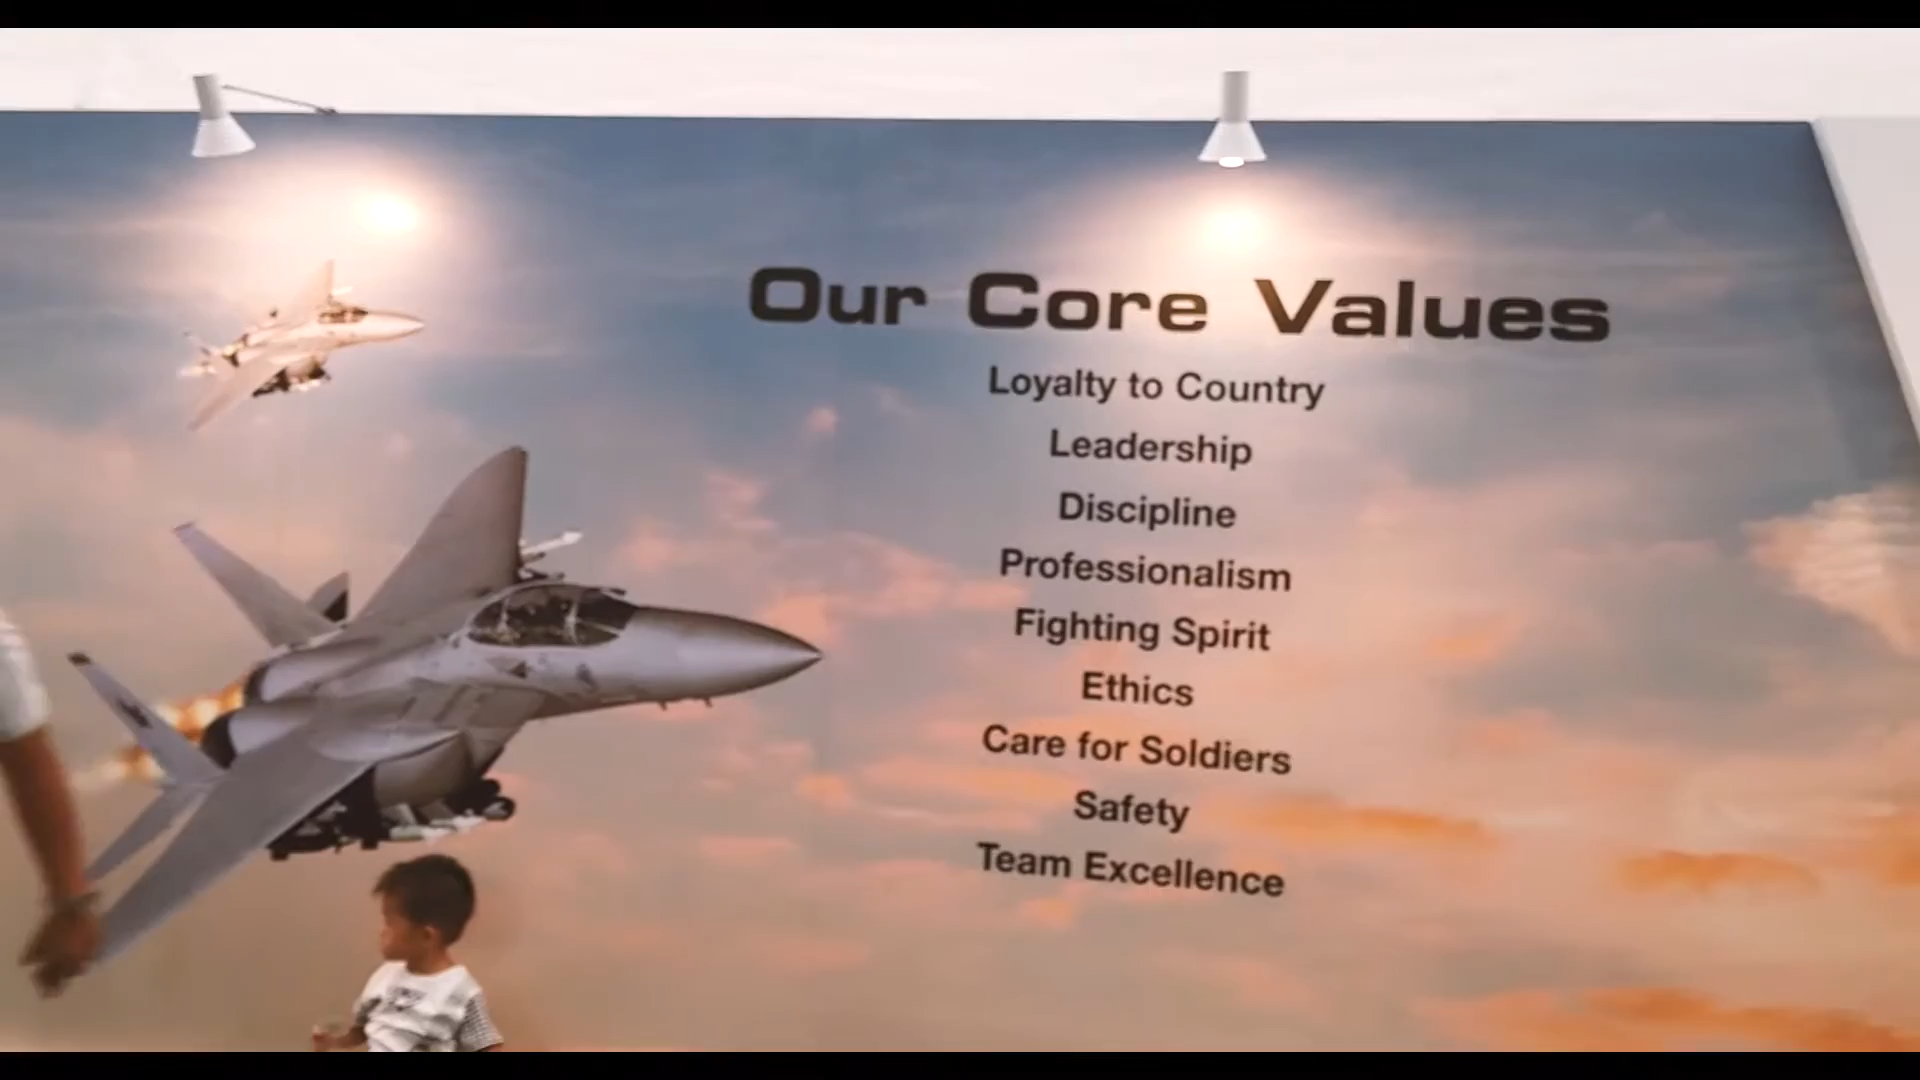 Our Core Values
Loyalty to Country
Leadership
Discipline
Professionalism
Fighting Spirit
Ethics
Care for Soldiers
Safety
Team Excellence